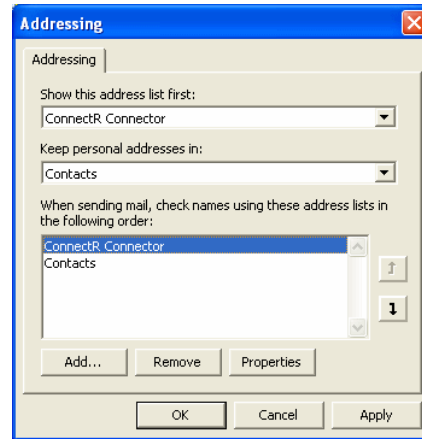 Addressing
Addressing
Show this address list first:
ConnectR Connector
Keep personal addresses in:
Contacts
When sending mail, check names using these address lists in
the following order:
ConnectR Connector
Contacts
Add... Remove Properties
OK Cancel Apply